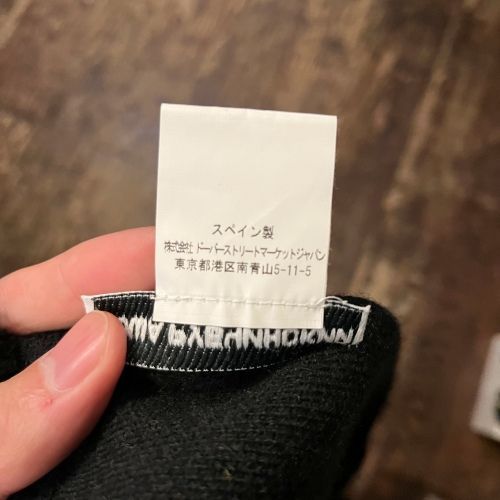 スペイン製
株式会社 ドーバーストリートマーケットジャパン
東京都港区南青山5-11-5